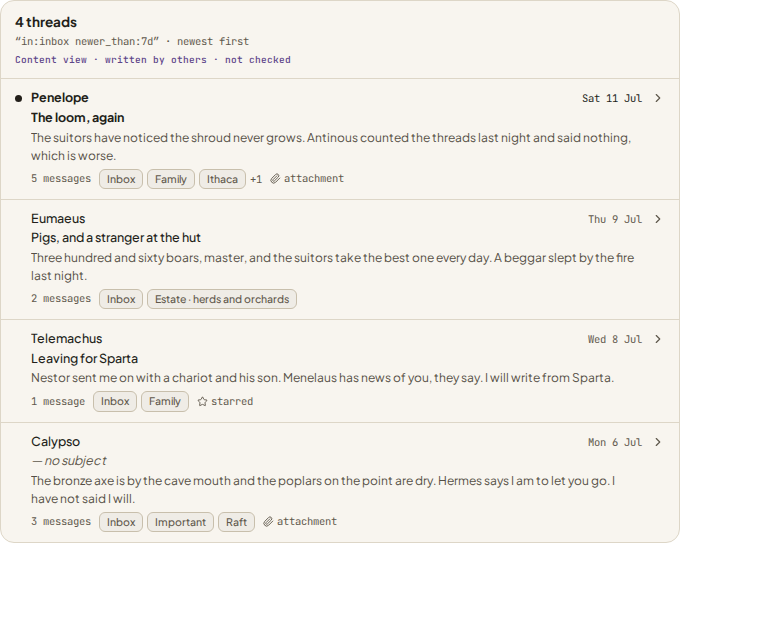 4 threads
“in:inbox newer_than:7d” · newest first
Content view · written by others · not checked
Penelope
Sat 11 Jul
The loom, again
The suitors have noticed the shroud never grows. Antinous counted the threads last night and said nothing,
which is worse.
5 messages Inbox Family Ithaca +1 attachment
Eumaeus
Thu 9 Jul
Pigs, and a stranger at the hut
Three hundred and sixty boars, master, and the suitors take the best one every day. A beggar slept by the fire
last night.
2 messages Inbox Estate · herds and orchards
Telemachus
Wed 8 Jul
Leaving for Sparta
Nestor sent me on with a chariot and his son. Menelaus has news of you, they say. I will write from Sparta.
1 message Inbox Family starred
Calypso
Mon 6 Jul
— no subject
The bronze axe is by the cave mouth and the poplars on the point are dry. Hermes says I am to let you go. I
have not said I will.
3 messages Inbox Important Raft attachment